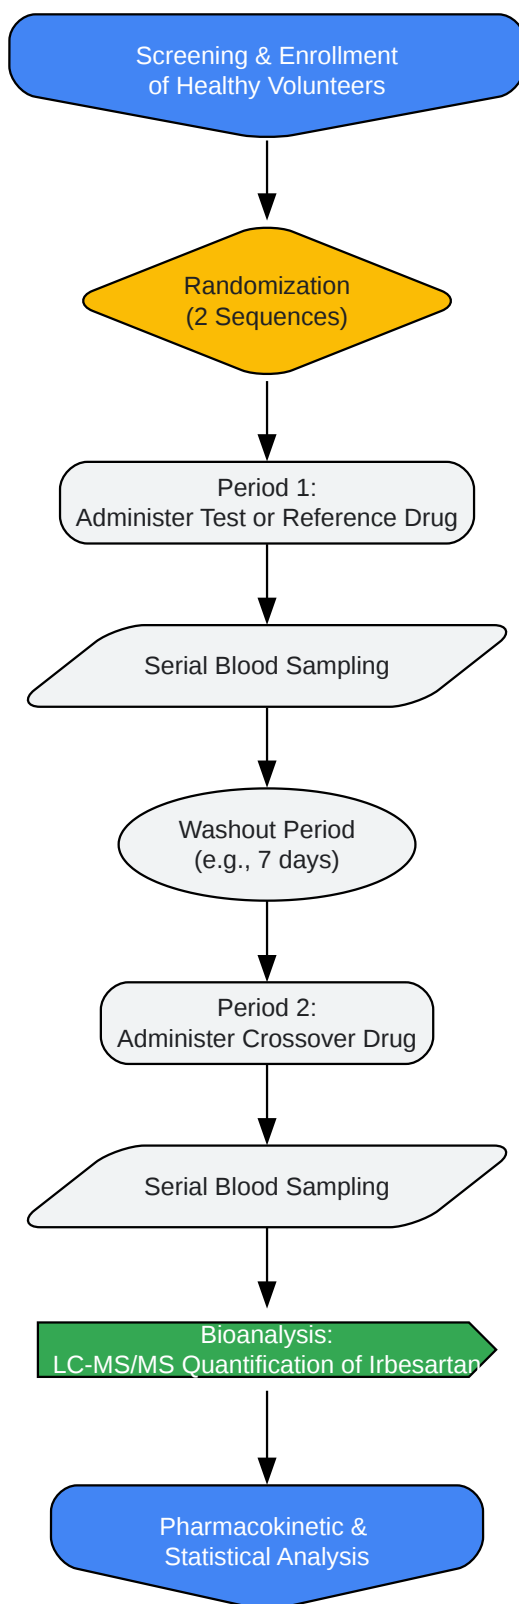 Screening & Enrollment
of Healthy Volunteers
Randomization
(2 Sequences)
Period 1:
Administer Test or Reference Drug
Serial Blood Sampling
Washout Period
(e.g., 7 days)
Period 2:
Administer Crossover Drug
Serial Blood Sampling
Bioanalysis:
LC-MS/MS Quantification of Irbesartan
Pharmacokinetic &
Statistical Analysis